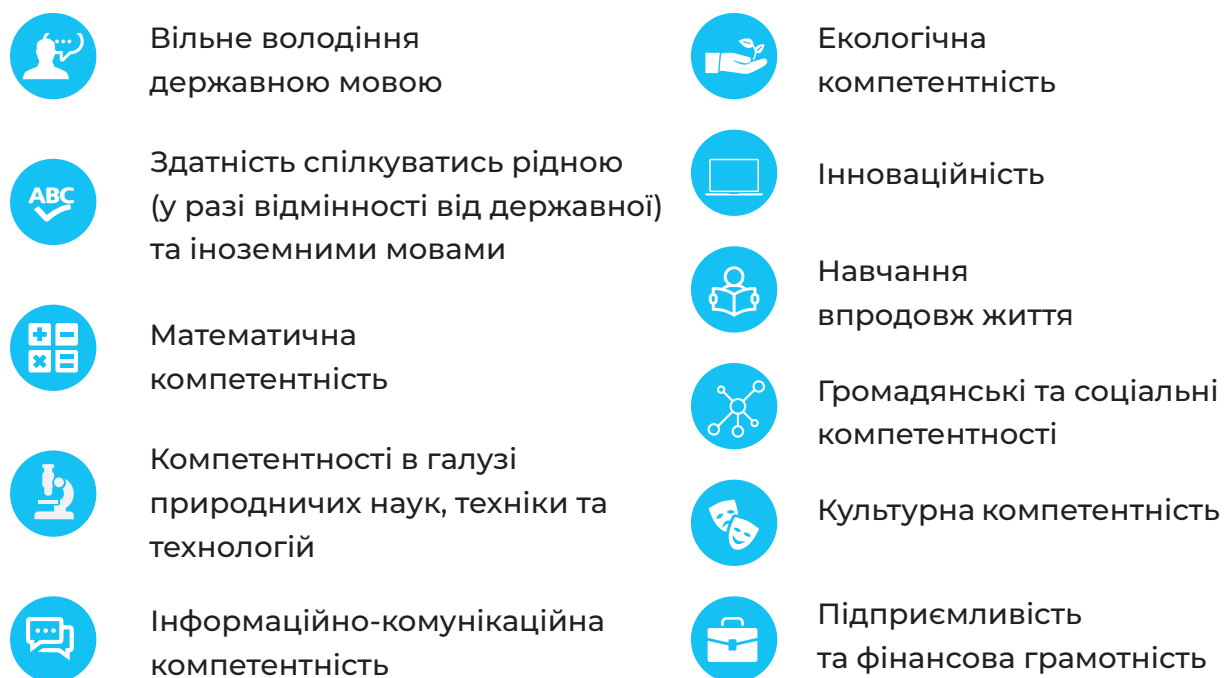 Вільне володіння
державною мовою
ABC
Здатність спілкуватись рідною
(у разі відмінності від державної)
та іноземними мовами
Математична
компетентність
Компетентності в галузі
природничих наук, техніки та
технологій
Інформаційно-комунікаційна
компетентність
Екологічна
компетентність
Інноваційність
Навчання
впродовж життя
Громадянські та соціальні
компетентності
Культурна компетентність
Підприємливість
та фінансова грамотність